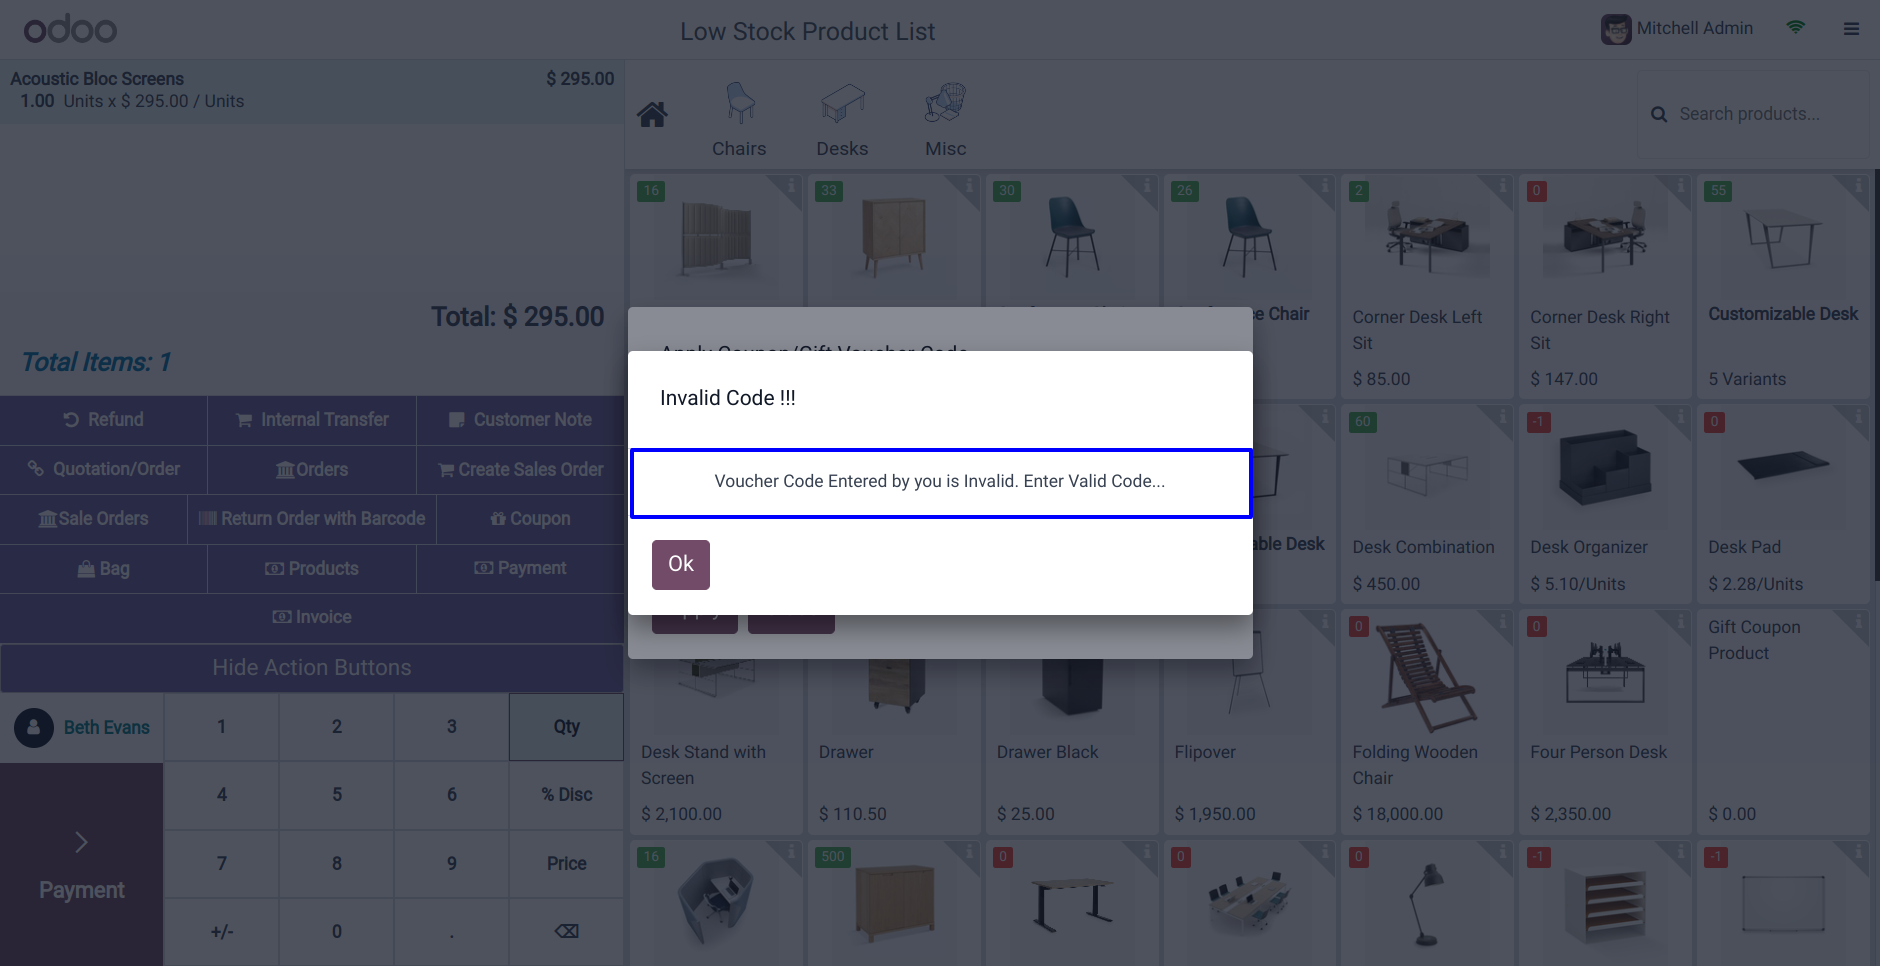 odoo
Low Stock Product List
Mitchell Admin
Acoustic Bloc Screens
$ 295.00
1.00 Units x $ 295.00 / Units
Chairs
Desks
Misc
Search products...
Total: $ 295.00
Total Items: 1
Refund
Internal Transfer
Customer Note
Quotation/Order
Orders
Create Sales Order
Sale Orders
Return Order with Barcode
Coupon
Bag
Products
Payment
Invoice
Hide Action Buttons
Beth Evans
1
2
3
Qty
4
5
6
% Disc
7
8
9
Price
+/-
0
.
Payment
16
33
30
26
2
0
55
Chair
Corner Desk Left
Sit
$ 85.00
Corner Desk Right
Sit
$ 147.00
Customizable Desk
5 Variants
Apply Coupon/Gift Voucher Code
Invalid Code !!!
Voucher Code Entered by you is Invalid. Enter Valid Code...
Ok
Desk
60
Desk Combination
$ 450.00
-1
Desk Organizer
$ 5.10/Units
0
Desk Pad
$ 2.28/Units
Desk Stand with
Screen
$ 2,100.00
Drawer
$ 110.50
Drawer Black
$ 25.00
Flipover
$ 1,950.00
0
Folding Wooden
Chair
$ 18,000.00
0
Four Person Desk
$ 2,350.00
Gift Coupon
Product
$ 0.00
16
500
0
0
0
-1
-1